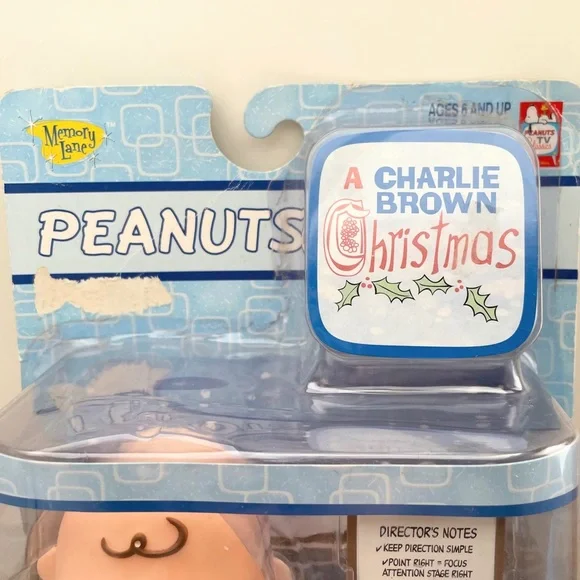 Memory
Lane
AGES 8 AND UP
PEANUTS
TV
PEANUTS
A CHARLIE
BROWN
Christmas
DIRECTOR'S NOTES
✓ KEEP DIRECTION SIMPLE
✓ POINT RIGHT = FOCUS
ATTENTION STAGE RIGHT